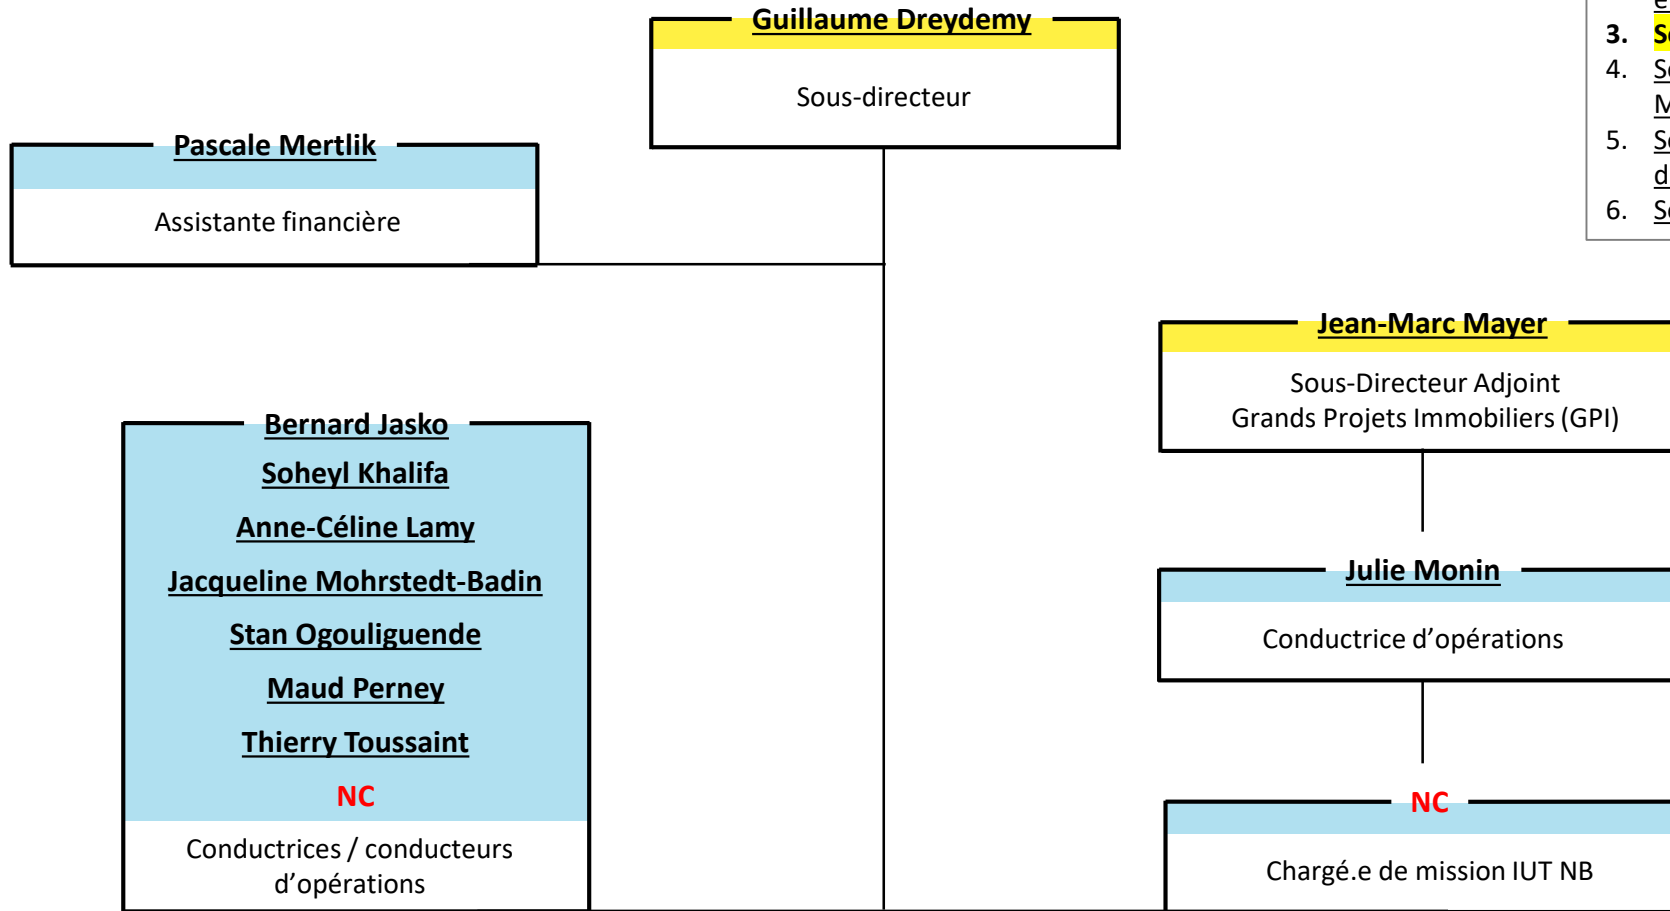 Guillaume Dreydemy
Sous-directeur
3.
4.
5.
6.
Pascale Mertlik
Assistante financière
Jean-Marc Mayer
Sous-Directeur Adjoint
Grands Projets Immobiliers (GPI)
Bernard Jasko
Soheyl Khalifa
Anne-Céline Lamy
Jacqueline Mohrstedt-Badin
Stan Ogouliguende
Maud Perney
Thierry Toussaint
NC
Conductrices / conducteurs
d’opérations
Julie Monin
Conductrice d’opérations
NC
Chargé.e de mission IUT NB